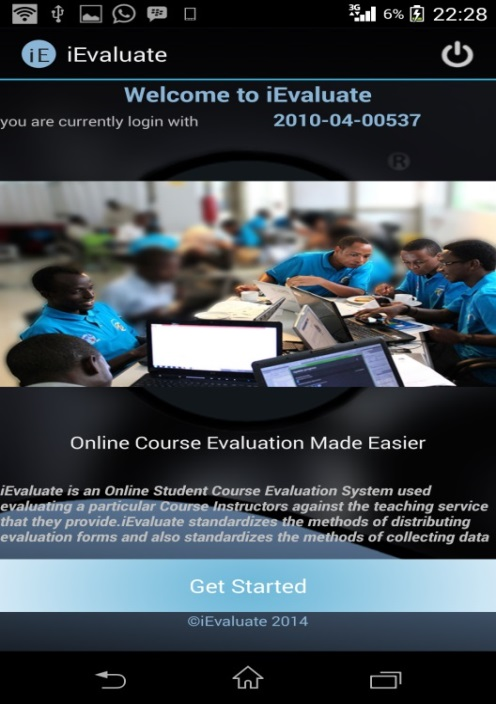 3G 6% 22:28
iE iEvaluate
Welcome to iEvaluate
you are currently login with 2010-04-00537
®
Online Course Evaluation Made Easier
iEvaluate is an Online Student Course Evaluation System used
evaluating a particular Course Instructors against the teaching service
that they provide.iEvaluate standardizes the methods of distributing
evaluation forms and also standardizes the methods of collecting data
Get Started
©iEvaluate 2014